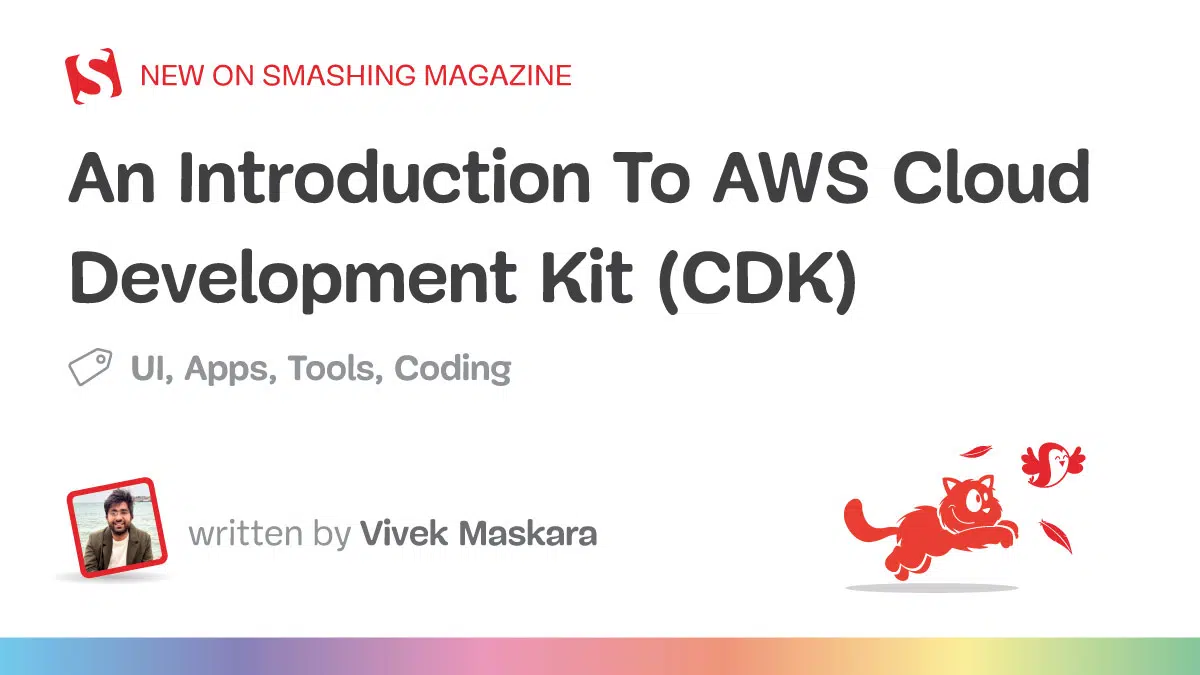 NEW ON SMASHING MAGAZINE
An Introduction To AWS Cloud
Development Kit (CDK)
UI, Apps, Tools, Coding
written by Vivek Maskara